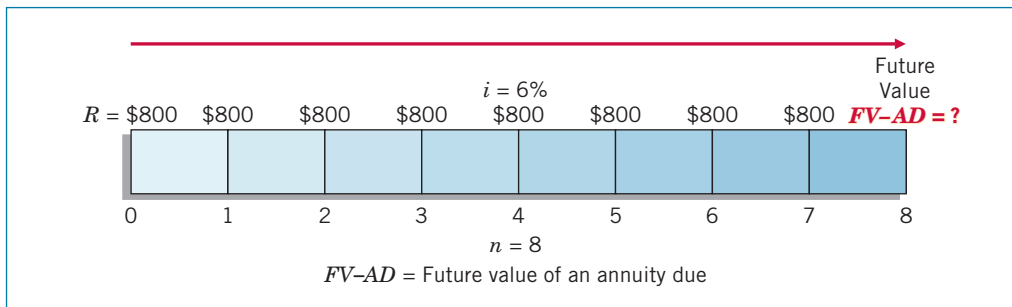 Future
Value
i = 6%
R = $800 $800 $800 $800 $800 $800 $800 $800 FV–AD = ?
0 1 2 3 4 5 6 7 8
n = 8
FV–AD = Future value of an annuity due